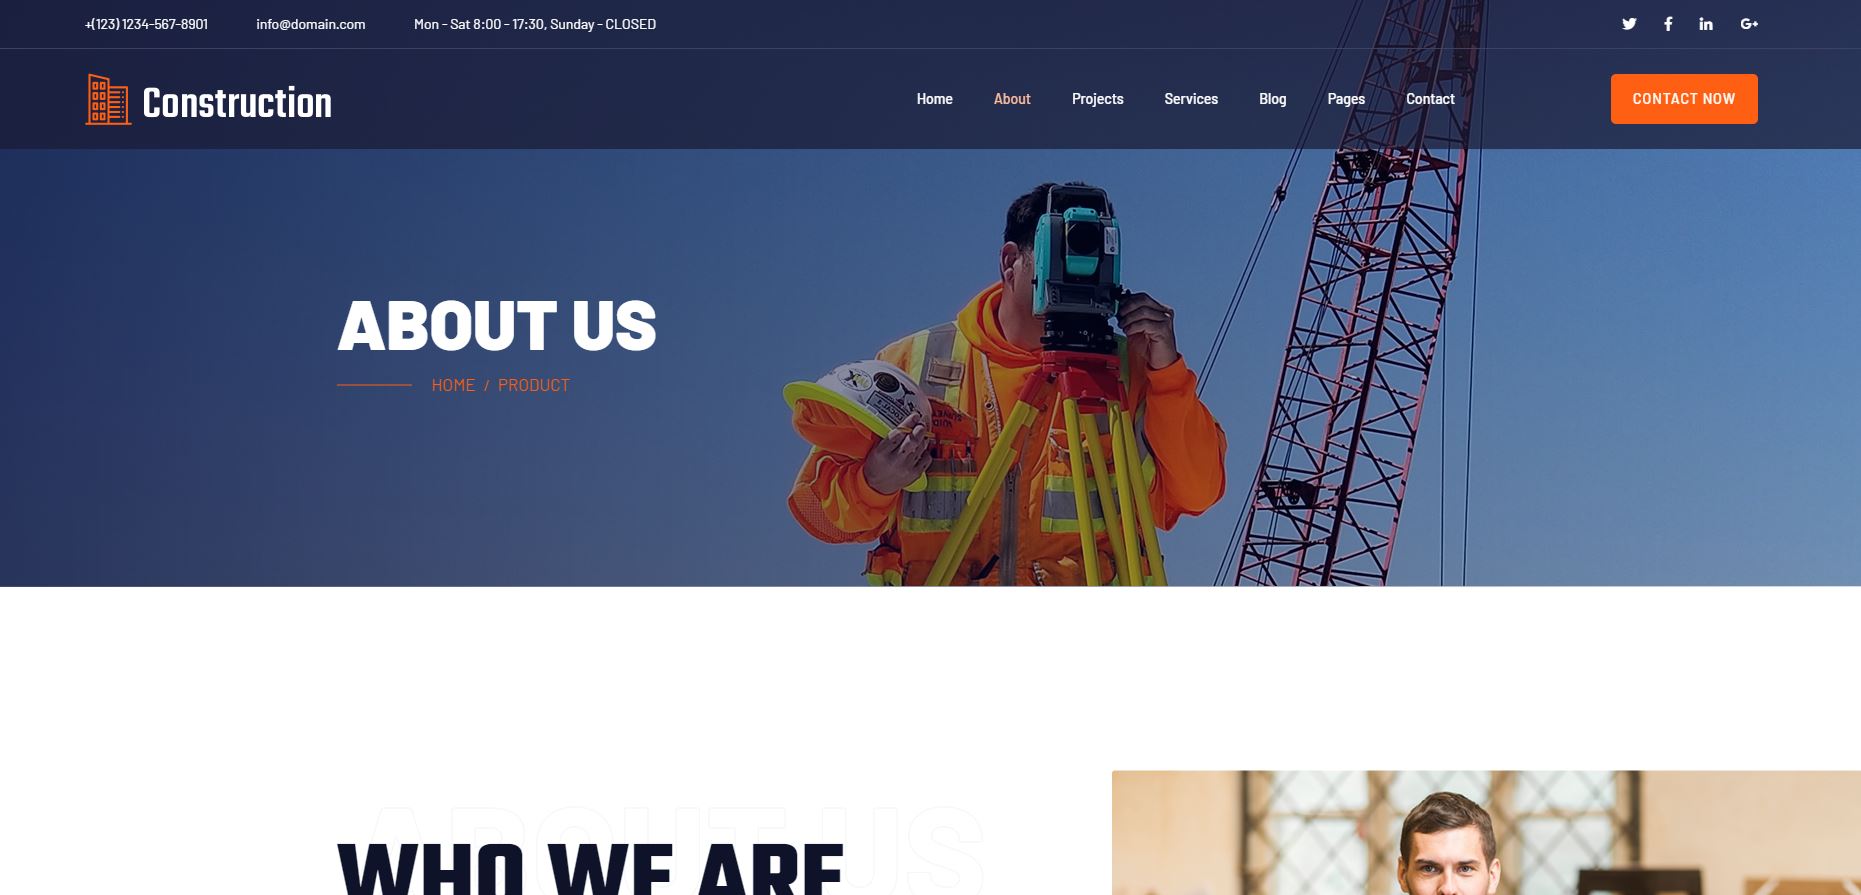 +(123) 1234-567-8901 info@domain.com Mon - Sat 8:00 - 17:30, Sunday - CLOSED
Construction Home About Projects Services Blog Pages Contact CONTACT NOW
ABOUT US
HOME / PRODUCT
ABOUT US
WHO WE ARE